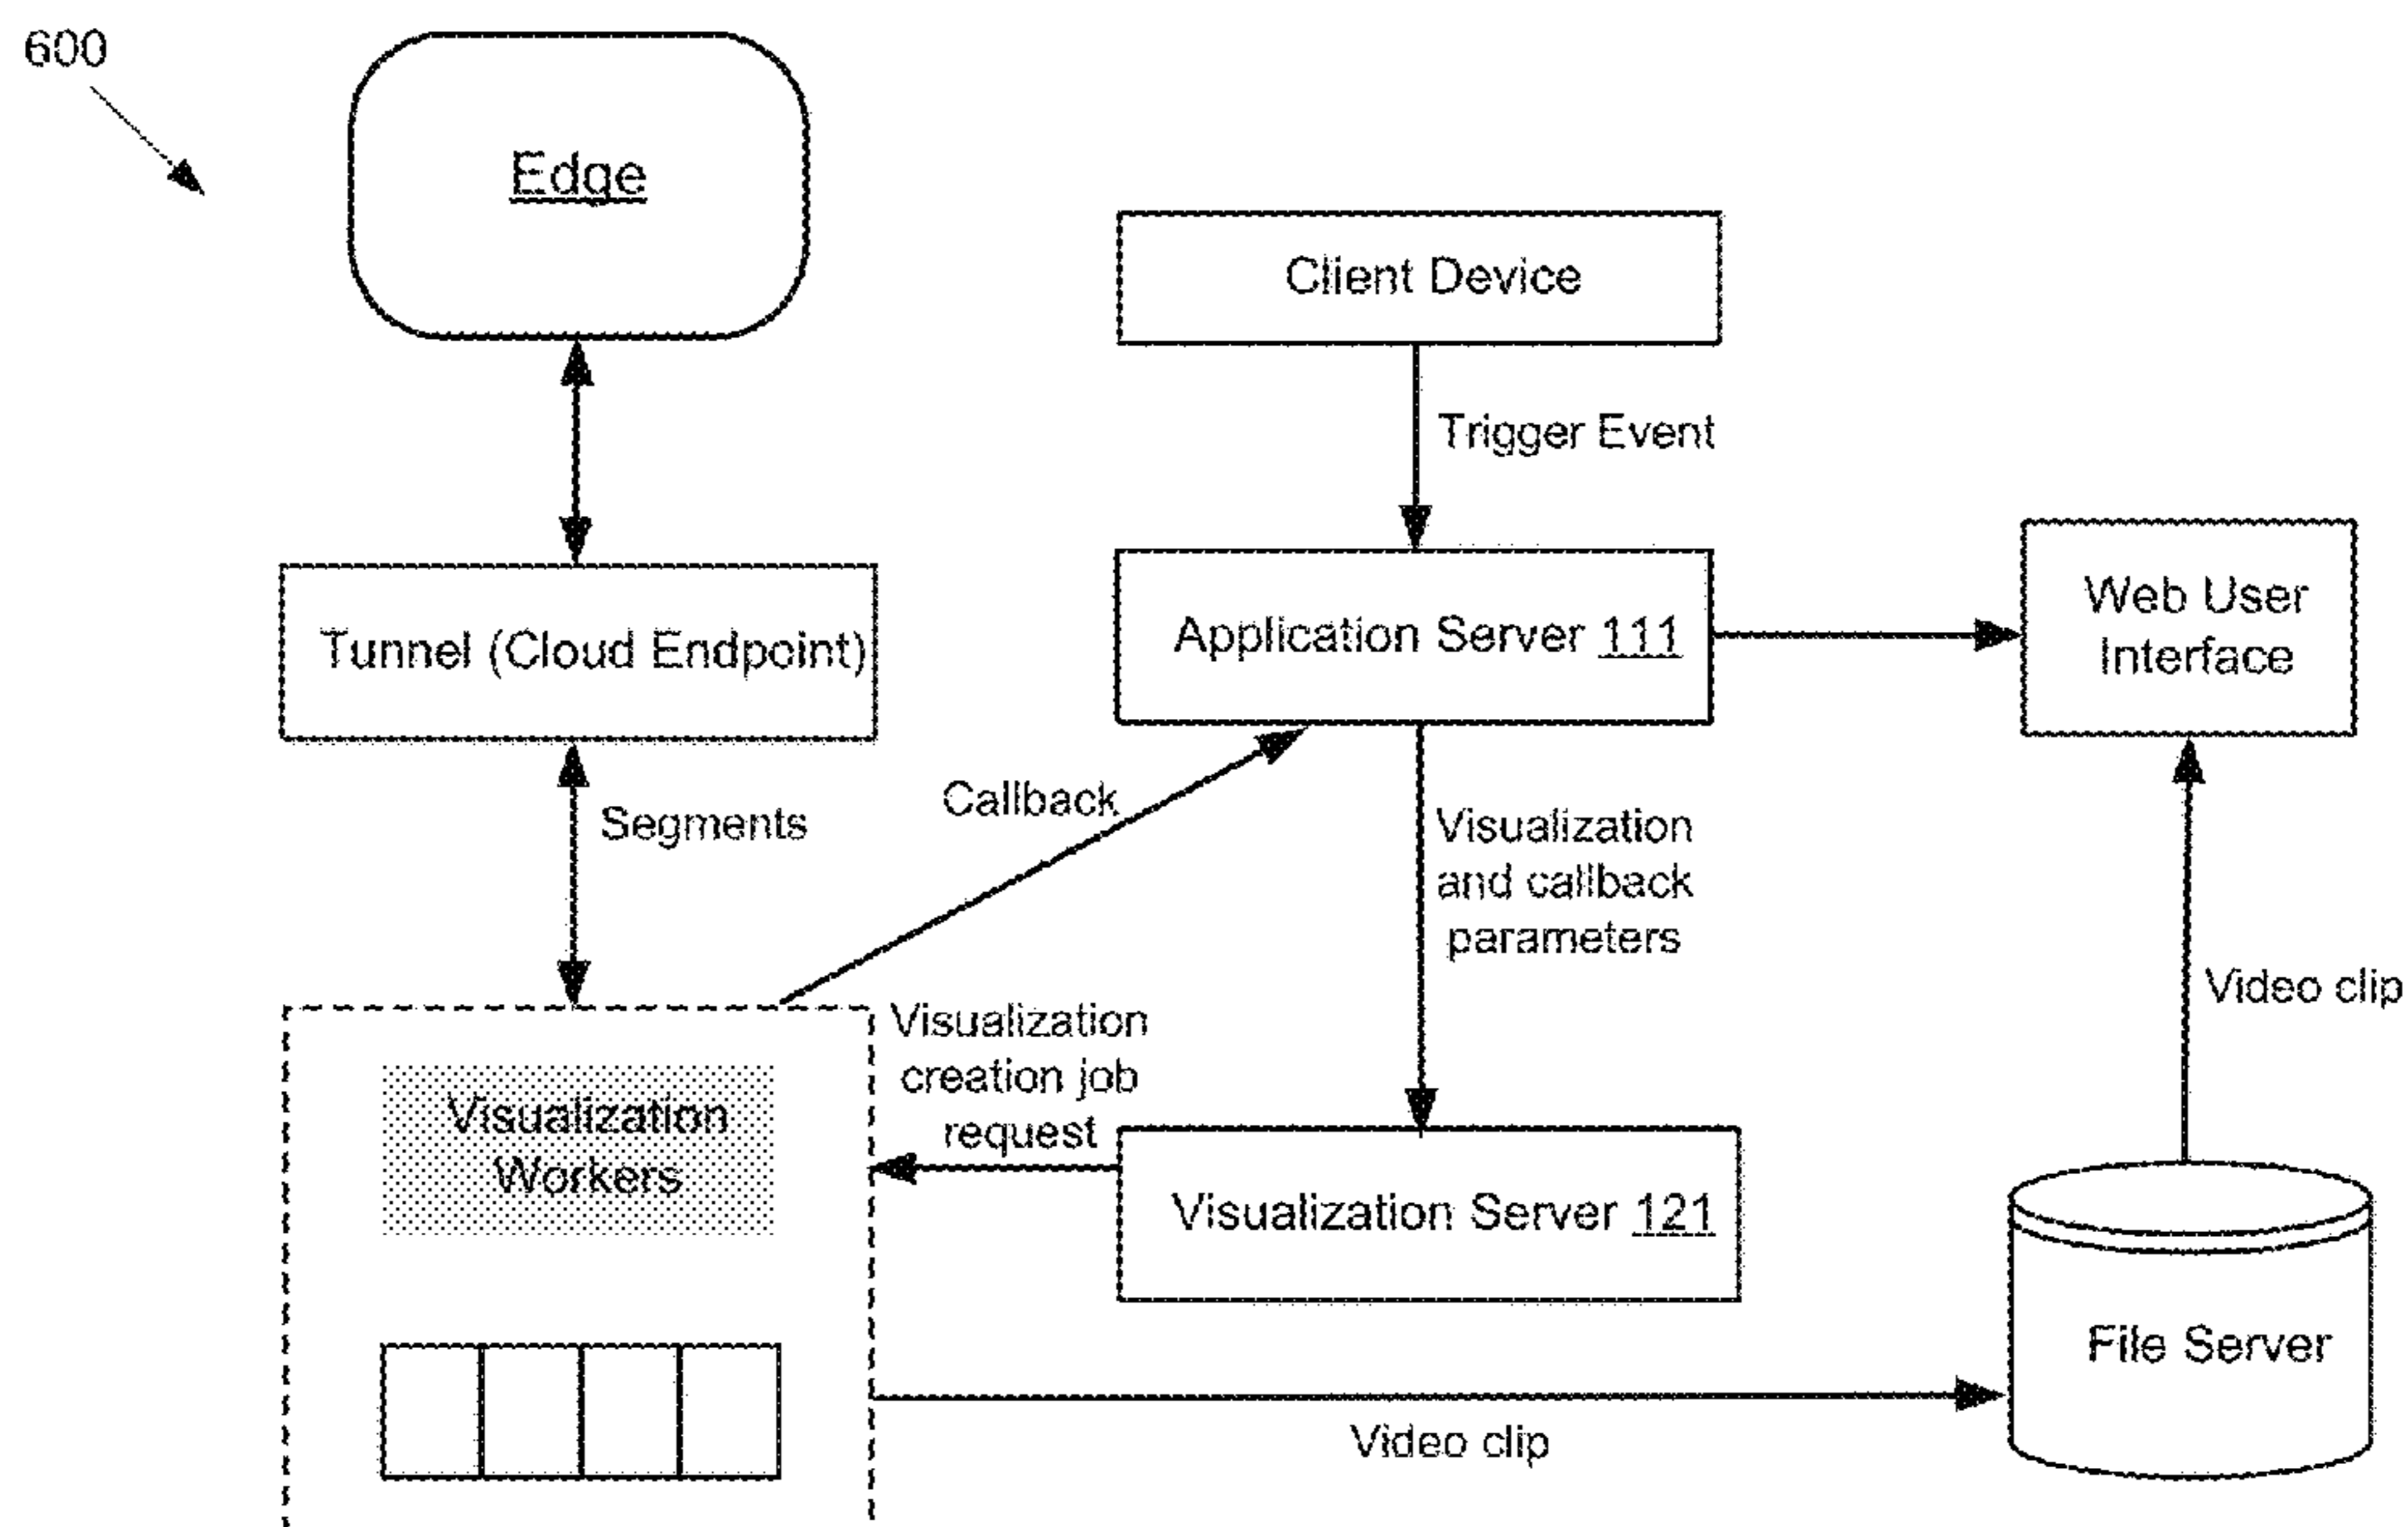 600
Edge
Client Device
Trigger Event
Tunnel (Cloud Endpoint)
Application Server 111
Web User
Interface
Segments
Callback
Visualization
and callback
parameters
Video clip
Visualization
creation job
request
Visualization
Workers
Visualization Server 121
File Server
Video clip